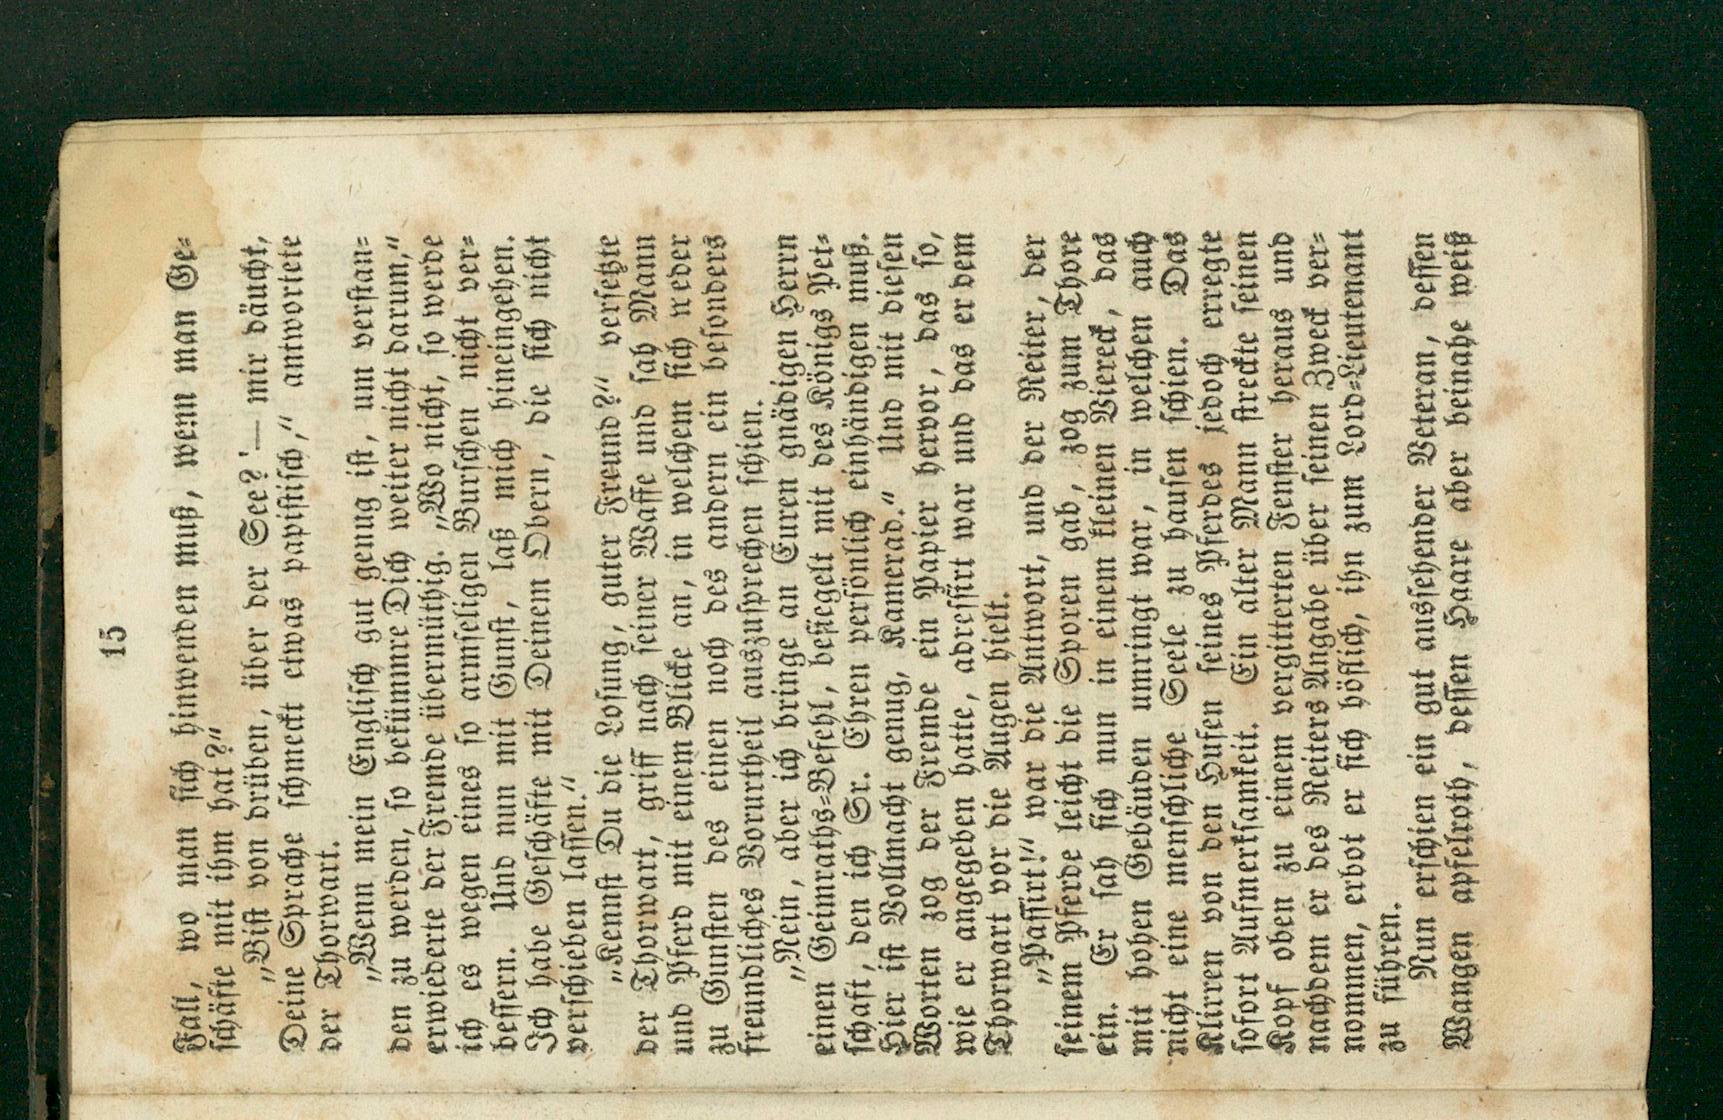 15
Fall, wo man sich hinwenden muß, wenn man Ge-
schäfte mit ihm hat?“
„Bist von drüben, über der See? — mir däucht,
Deine Sprache schmeckt etwas papistisch,“ antwortete
der Thorwart.
„Wenn mein Englisch gut genug ist, um verstan-
den zu werden, so bekümmre Dich weiter nicht darum,“
erwiederte der Fremde übermüthig. „Wo nicht, so werde
ich es wegen eines so armseligen Burschen nicht ver-
bessern. Und nun mit Gunst, laß mich hineingehen.
Ich habe Geschäfte mit Deinem Obern, die sich nicht
verschieben lassen.“
„Kennst Du die Losung, guter Freund?“ versetzte
der Thorwart, griff nach seiner Waffe und sah Mann
und Pferd mit einem Blicke an, in welchem sich weder
zu Gunsten des einen noch des andern ein besonders
freundliches Vorurtheil auszusprechen schien.
„Nein, aber ich bringe an Euren gnädigen Herrn
einen Geimraths-Befehl, besiegelt mit des Königs Pet-
schaft, den ich Sr. Ehren persönlich einhändigen muß.
Hier ist Vollmacht genug, Kamerad.“ Und mit diesen
Worten zog der Fremde ein Papier hervor, das so,
wie er angegeben hatte, adressirt war und das er dem
Thorwart vor die Augen hielt.
„Passirt!“ war die Antwort, und der Reiter, der
seinem Pferde leicht die Sporen gab, zog zum Thore
ein. Er sah sich nun in einem kleinen Viereck, das
mit hohen Gebäuden umringt war, in welchen auch
nicht eine menschliche Seele zu hausen schien. Das
Klirren von den Hufen seines Pferdes jedoch erregte
sofort Aufmerksamkeit. Ein alter Mann streckte seinen
Kopf oben zu einem vergitterten Fenster heraus und
nachdem er des Reiters Angabe über seinen Zweck ver-
nommen, erbot er sich höflich, ihn zum Lord-Lieutenant
zu führen.
Nun erschien ein gut aussehender Veteran, dessen
Wangen apfelroth, dessen Haare aber beinahe weiß